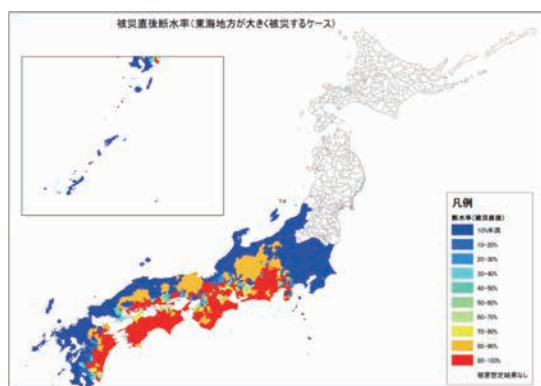 被災直後断水率（東海地方が大きく被災するケース）
凡例
断水率（被災直後）
10%未満
10-20%
20-30%
30-40%
40-50%
50-60%
60-70%
70-80%
80-90%
90-100%
被害想定結果なし